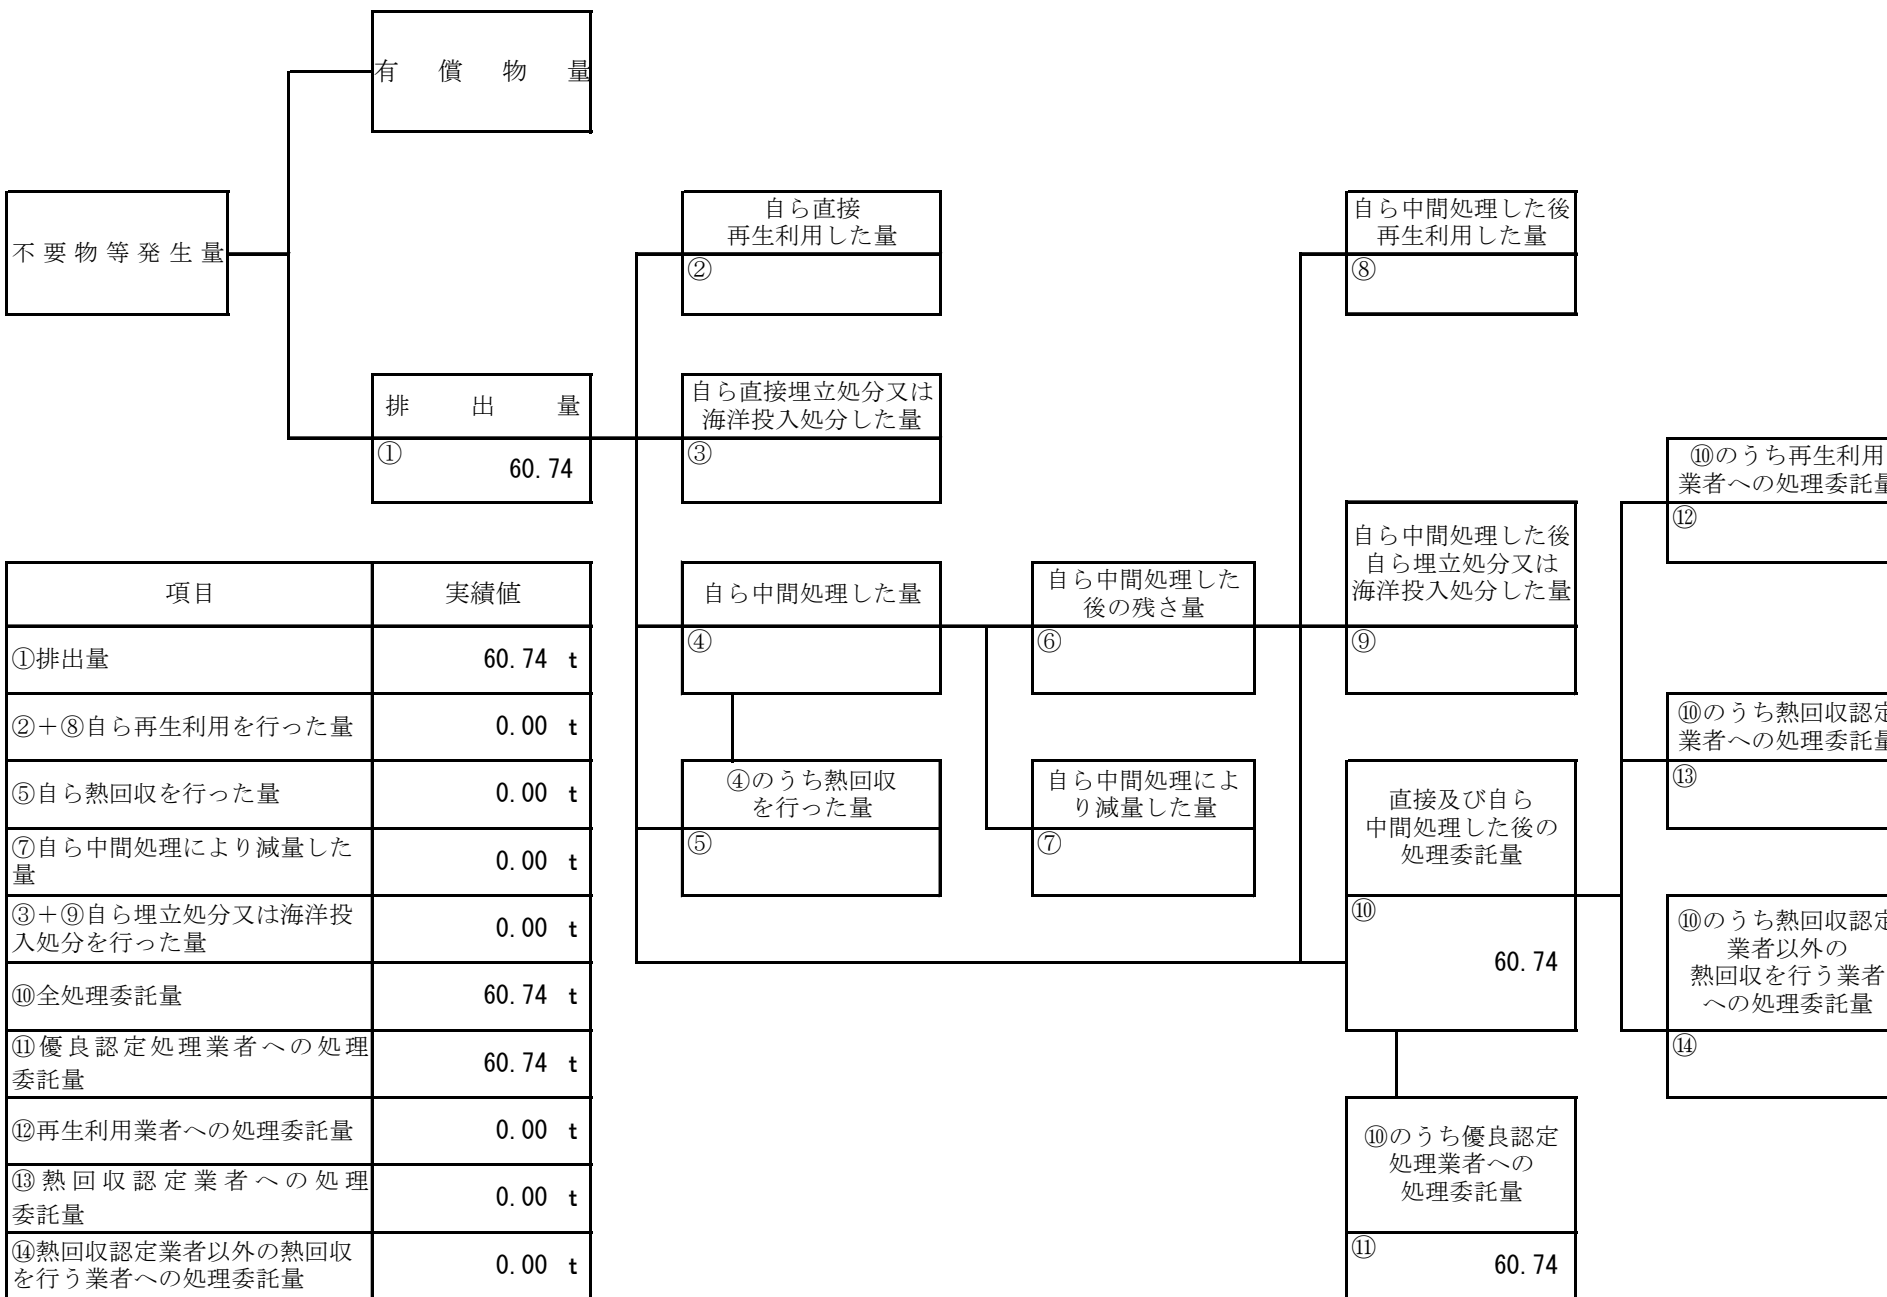 有償物量
不要物等発生量
自ら直接
再生利用した量
②
自ら中間処理した後
再生利用した量
⑧
排出量
①
60.74
自ら直接埋立処分又は
海洋投入処分した量
③
⑩のうち再生利用
業者への処理委託量
⑫
自ら中間処理した後
自ら埋立処分又は
海洋投入処分した量
⑨
自ら中間処理した量
④
自ら中間処理した
後の残さ量
⑥
⑩のうち熱回収認定
業者への処理委託量
⑬
④のうち熱回収
を行った量
⑤
自ら中間処理によ
り減量した量
⑦
直接及び自ら
中間処理した後の
処理委託量
⑩
60.74
⑩のうち熱回収認定
業者以外の
熱回収を行う業者
への処理委託量
⑭
⑩のうち優良認定
処理業者への
処理委託量
⑪
60.74
項目 実績値
①排出量 60.74 t
②+⑧自ら再生利用を行った量 0.00 t
⑤自ら熱回収を行った量 0.00 t
⑦自ら中間処理により減量した
量 0.00 t
③+⑨自ら埋立処分又は海洋投
入処分を行った量 0.00 t
⑩全処理委託量 60.74 t
⑪優良認定処理業者への処理
委託量 60.74 t
⑫再生利用業者への処理委託量 0.00 t
⑬熱回収認定業者への処理
委託量 0.00 t
⑭熱回収認定業者以外の熱回収
を行う業者への処理委託量 0.00 t